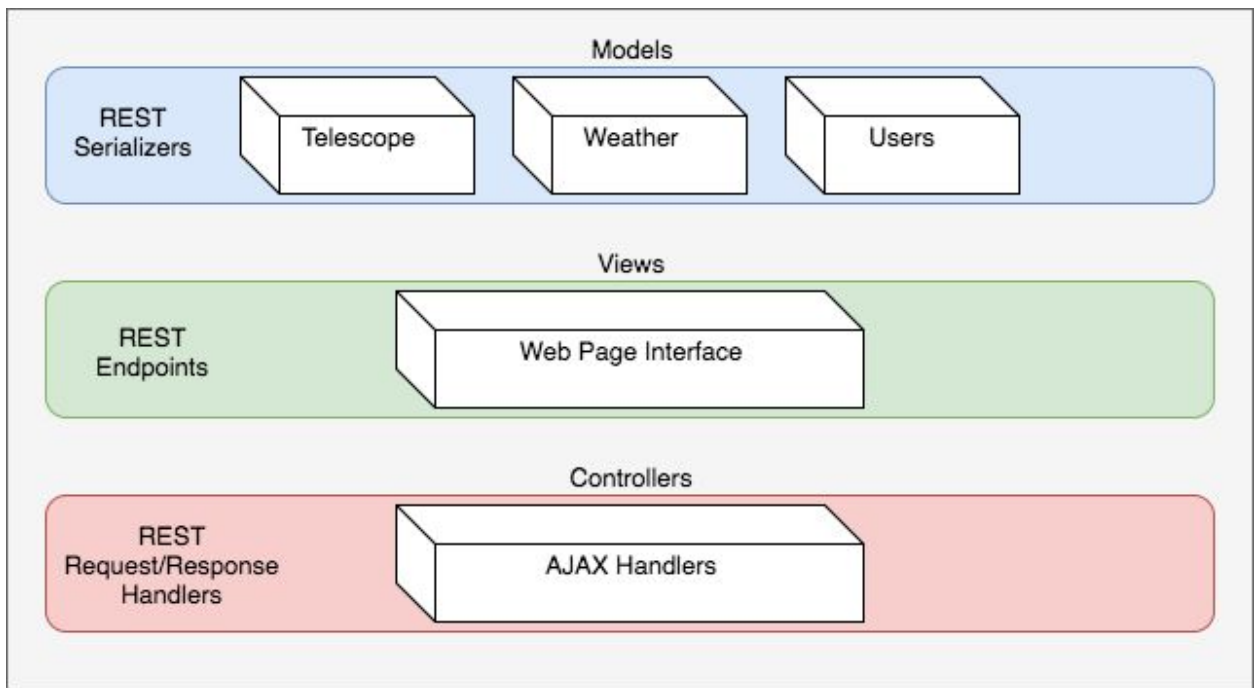 Models
REST
Serializers
Telescope
Weather
Users
Views
REST
Endpoints
Web Page Interface
Controllers
REST
Request/Response
Handlers
AJAX Handlers